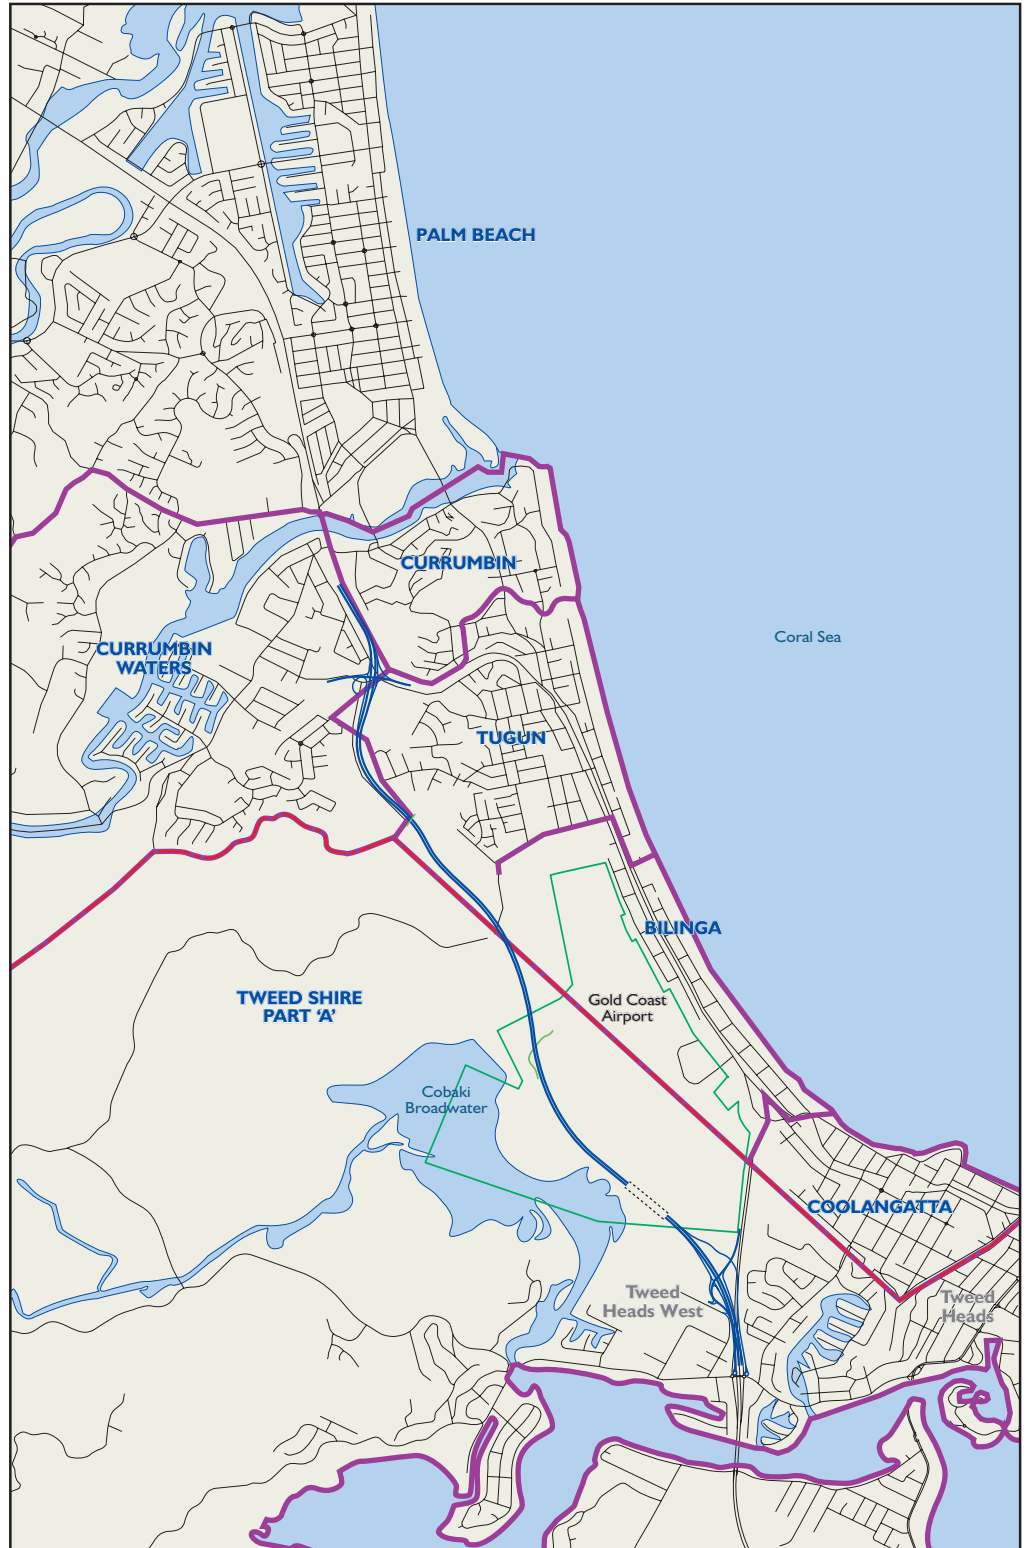 PALM BEACH
CURRUMBIN
Coral Sea
CURRUMBIN
WATERS
TUGUN
BILINGA
TWEED SHIRE
PART ‘A’
Gold Coast
Airport
Cobaki
Broadwater
COOLANGATTA
Tweed
Heads West
Tweed
Heads